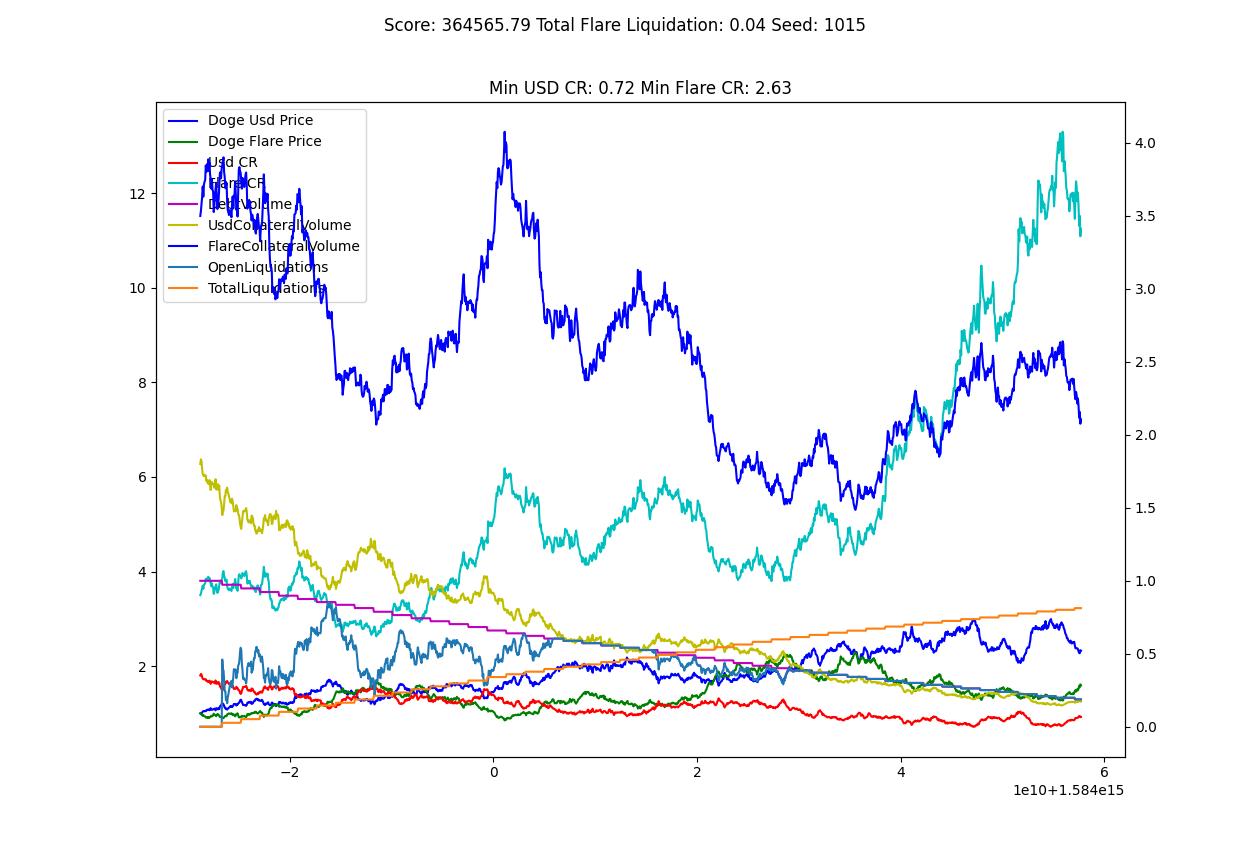 Score: 364565.79 Total Flare Liquidation: 0.04 Seed: 1015
Min USD CR: 0.72 Min Flare CR: 2.63
Doge Usd Price
Doge Flare Price
Usd CR
Flare CR
DebtVolume
UsdCollateralVolume
FlareCollateralVolume
OpenLiquidations
TotalLiquidations
12
10
8
6
4
2
4.0
3.5
3.0
2.5
2.0
1.5
1.0
0.5
0.0
−2
0
2
4
6
1e10+1.584e15